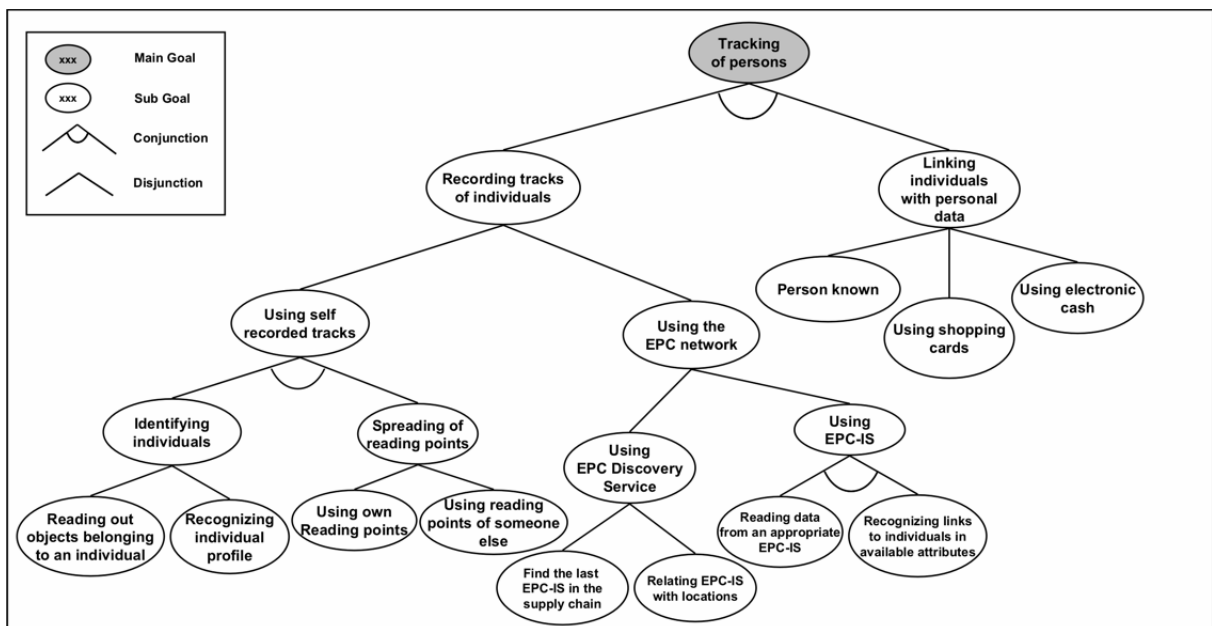 xxx
Main Goal
xxx
Sub Goal
Conjunction
Disjunction
Tracking
of persons
Recording tracks
of individuals
Linking
individuals
with personal
data
Person known
Using shopping
cards
Using electronic
cash
Using self
recorded tracks
Using the
EPC network
Identifying
individuals
Spreading of
reading points
Using
EPC Discovery
Service
Using
EPC-IS
Reading out
objects belonging
to an individual
Recognizing
individual
profile
Using own
Reading points
Using reading
points of someone
else
Find the last
EPC-IS in the
supply chain
Relating EPC-IS
with locations
Reading data
from an appropriate
EPC-IS
Recognizing links
to individuals in
available attributes